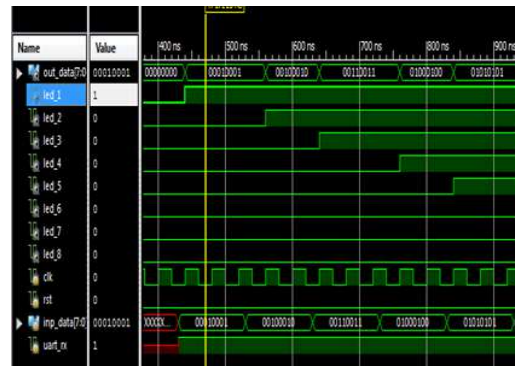 Name Value 400 ns 500 ns 600 ns 700 ns 800 ns 900 ns
out_data[7:0] 00010001 00000000 00010001 00100010 00110011 01000100 01010101
led_1 1
led_2 0
led_3 0
led_4 0
led_5 0
led_6 0
led_7 0
led_8 0
clk 0
rst 0
inp_data[7:0] 00010001 XXXXX... 00010001 00100010 00110011 01000100 01010101
uart_rx 1